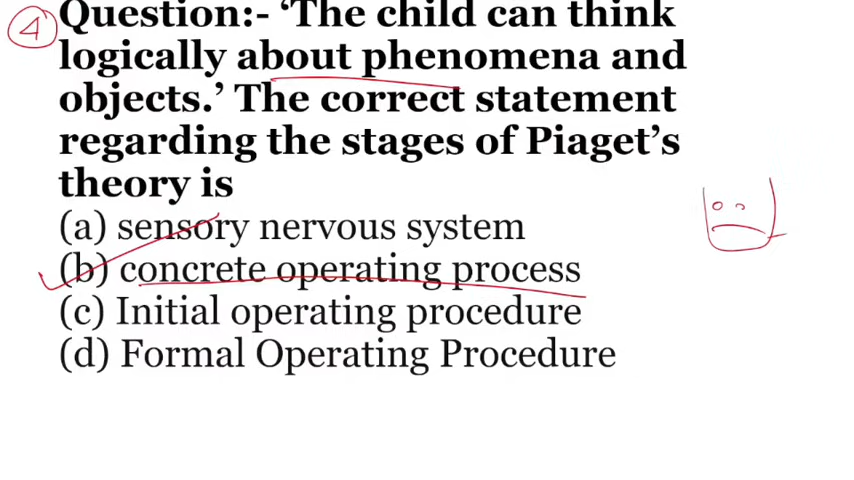 4 Question:- ‘The child can think
logically about phenomena and
objects.’ The correct statement
regarding the stages of Piaget’s
theory is
(a) sensory nervous system
(b) concrete operating process
(c) Initial operating procedure
(d) Formal Operating Procedure